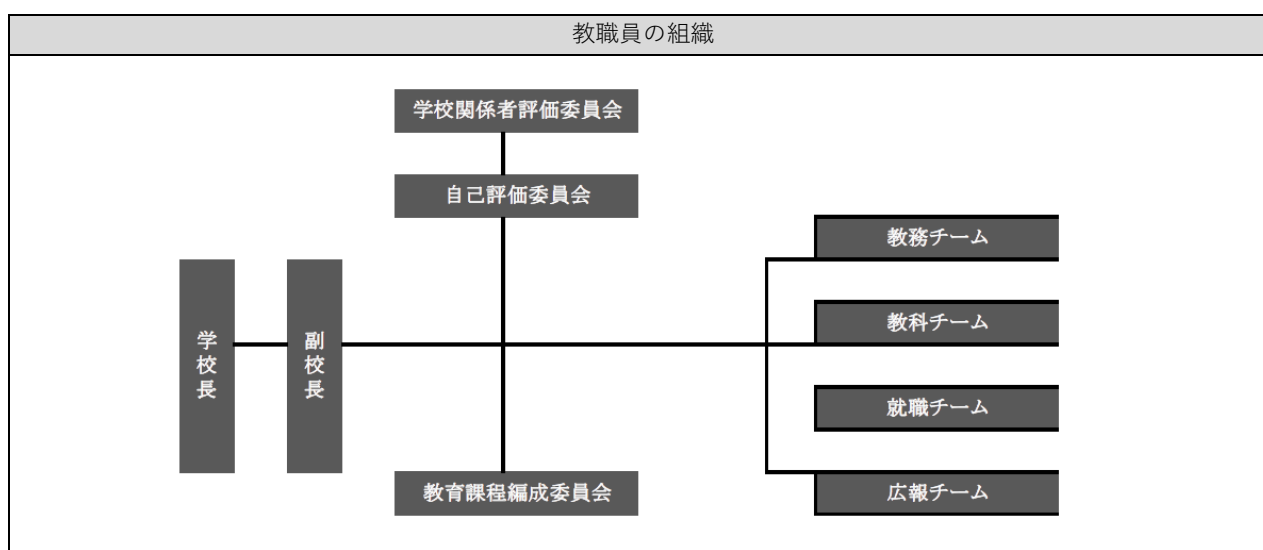 教職員の組織
学校関係者評価委員会
自己評価委員会
学校長
副校長
教育課程編成委員会
教務チーム
教科チーム
就職チーム
広報チーム